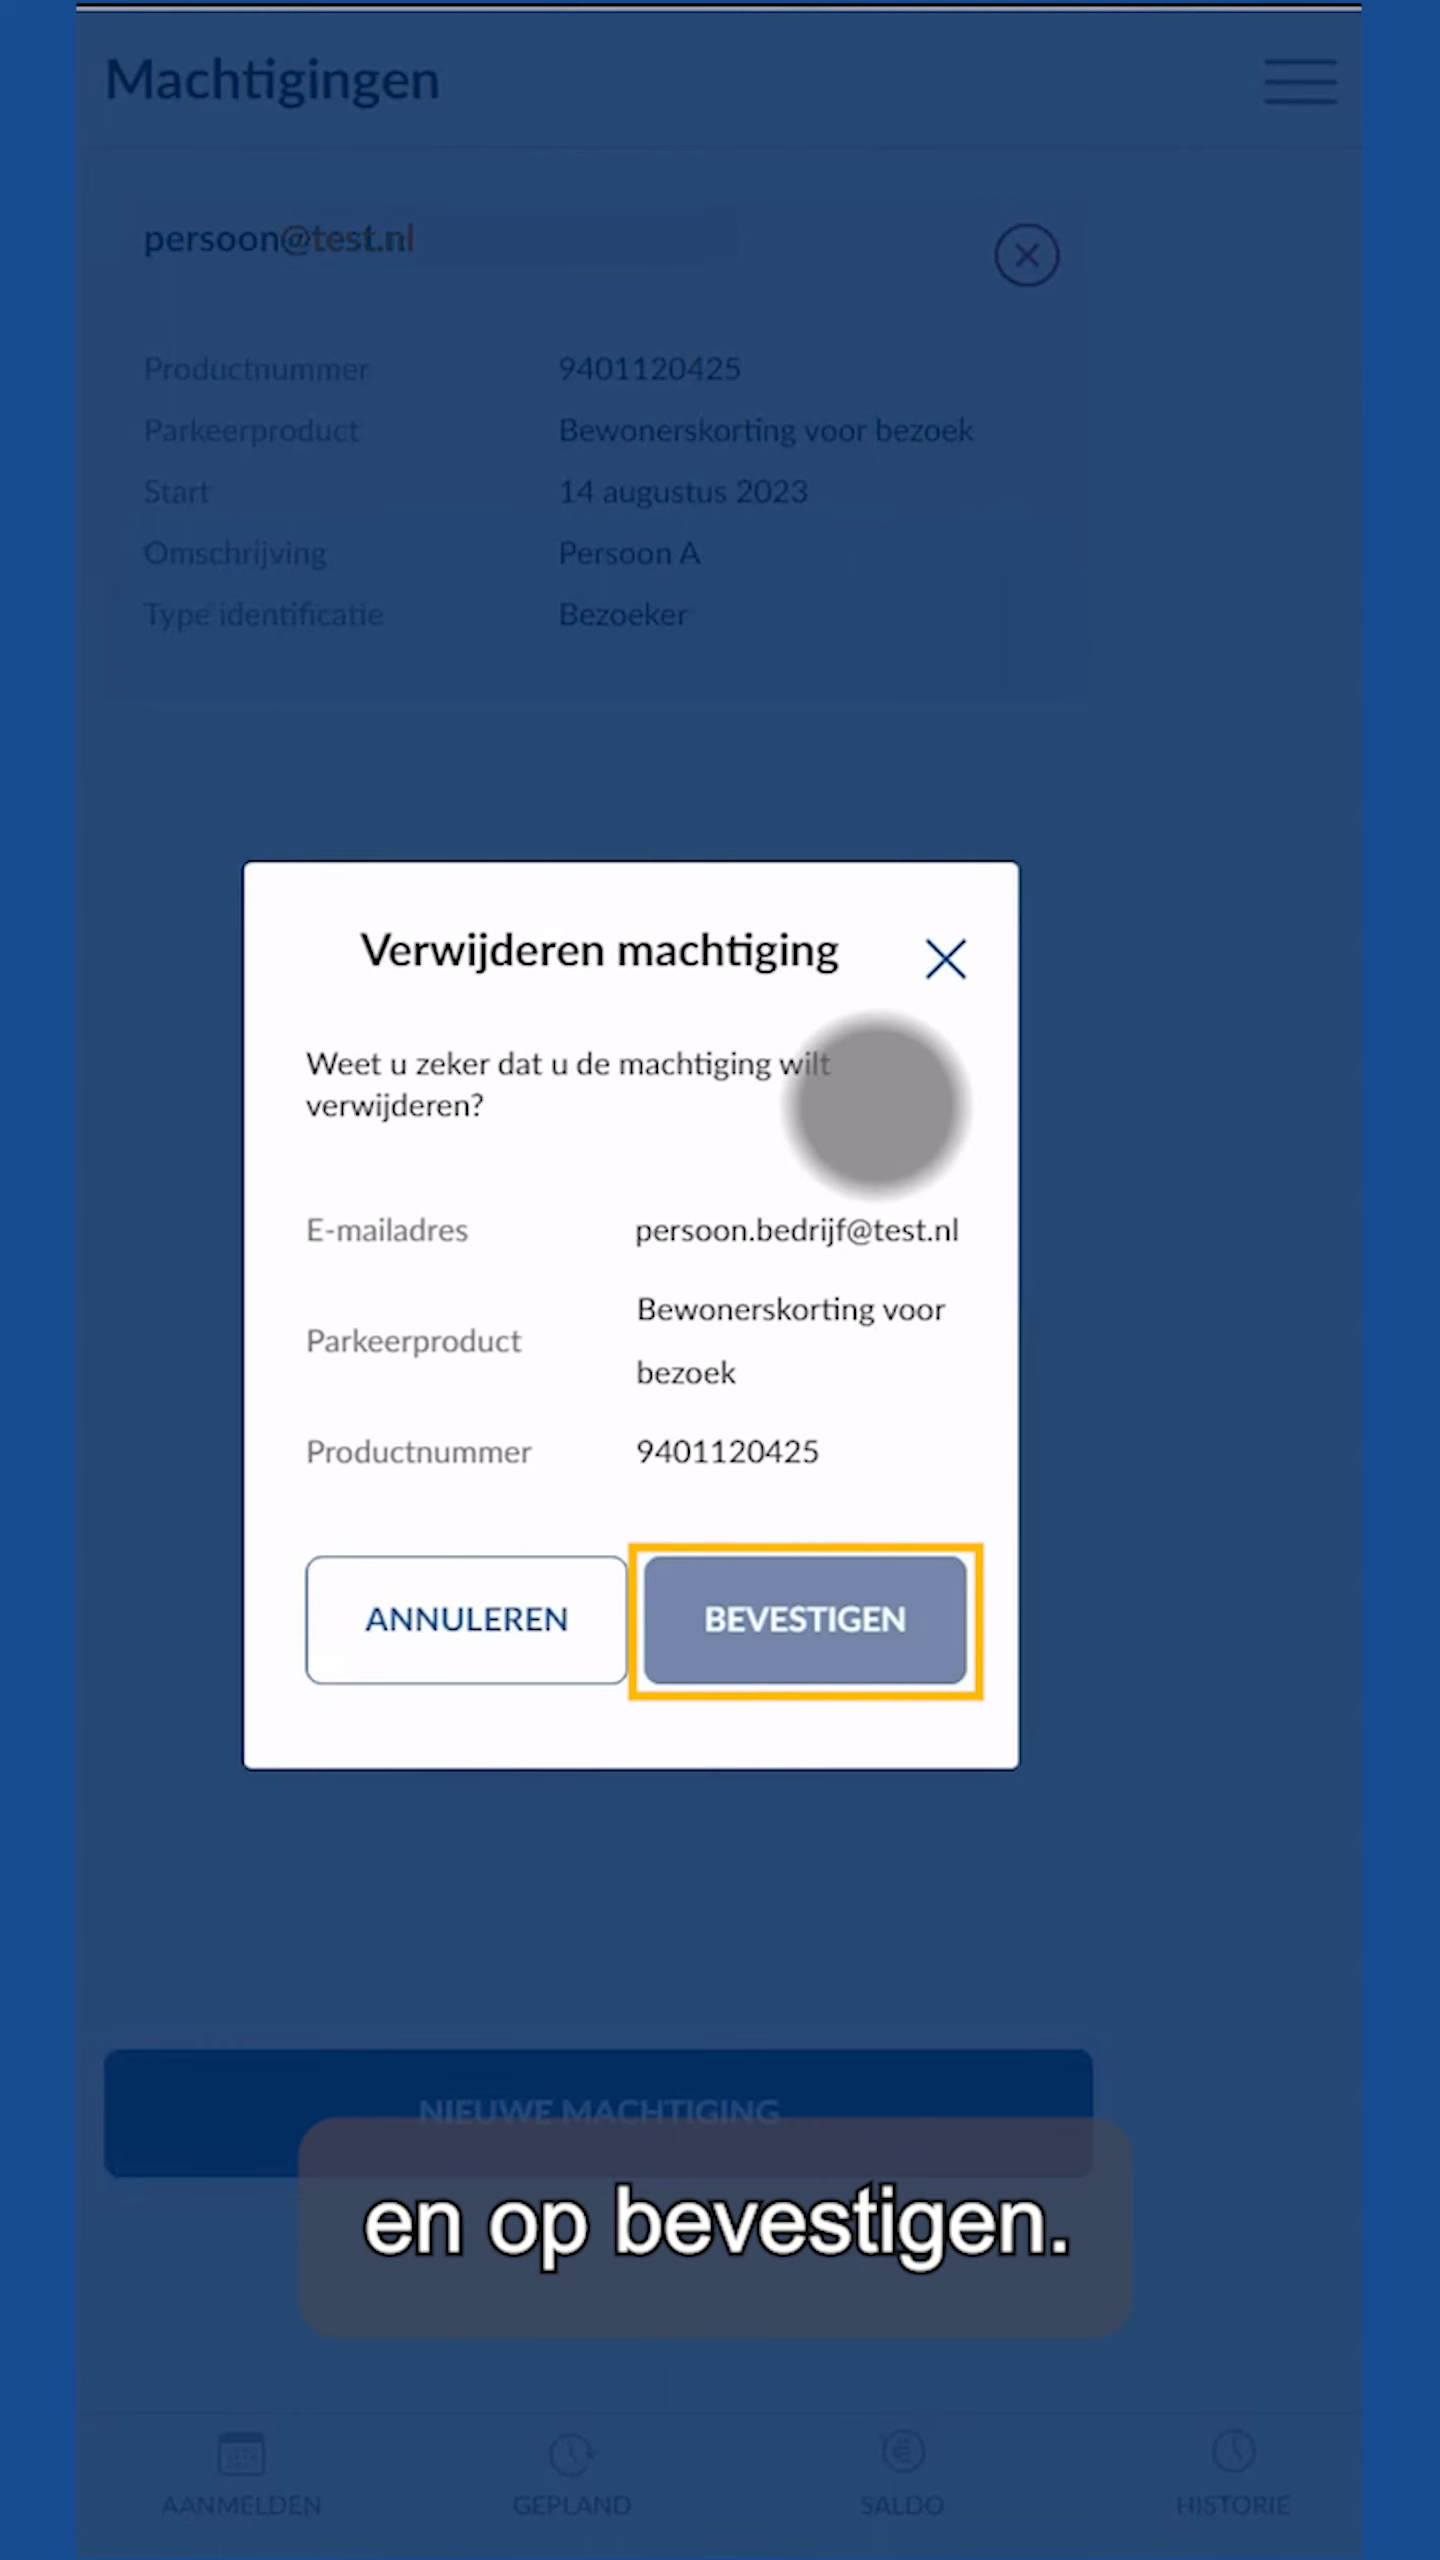 Machtigingen
persoon@test.nl
Productnummer 9401120425
Parkeerproduct Bewonerskorting voor bezoek
Start 14 augustus 2023
Omschrijving Persoon A
Type identificatie Bezoeker
Verwijderen machtiging
Weet u zeker dat u de machtiging wilt
verwijderen?
E-mailadres persoon.bedrijf@test.nl
Parkeerproduct Bewonerskorting voor
bezoek
Productnummer 9401120425
ANNULEREN BEVESTIGEN
NIEUWE MACHTIGING
en op bevestigen.
AANMELDEN GEPLAND SALDO HISTORIE